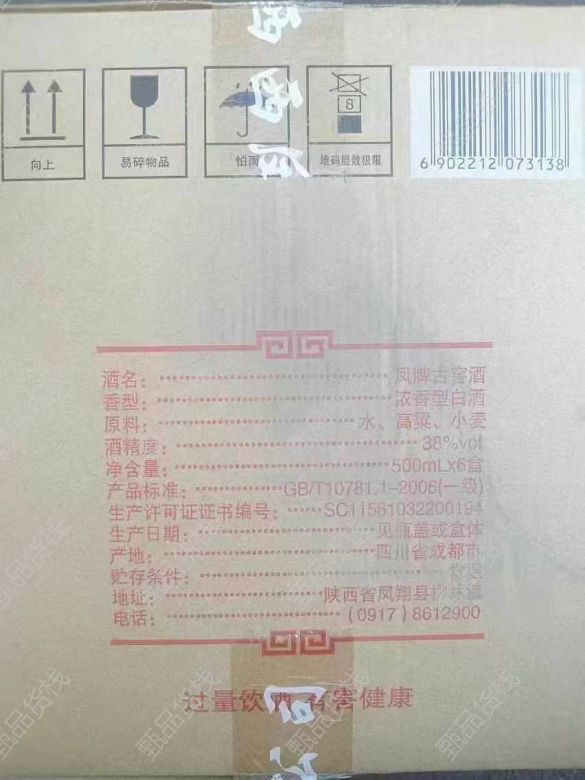 向上
易碎物品
怕雨
堆码层数极限
8
6 902212 073138
酒名：凤牌古窖酒
香型：浓香型白酒
原料：水、高粱、小麦
酒精度：38%vol
净含量：500mLx6盒
产品标准：GB/T10781.1-2006(一级)
生产许可证证书编号：SC11561032200194
生产日期：见瓶盖或盒体
产地：四川省成都市
贮存条件：常温
地址：陕西省凤翔县柳林镇
电话：（0917）8612900
过量饮酒 有害健康
甄品货栈